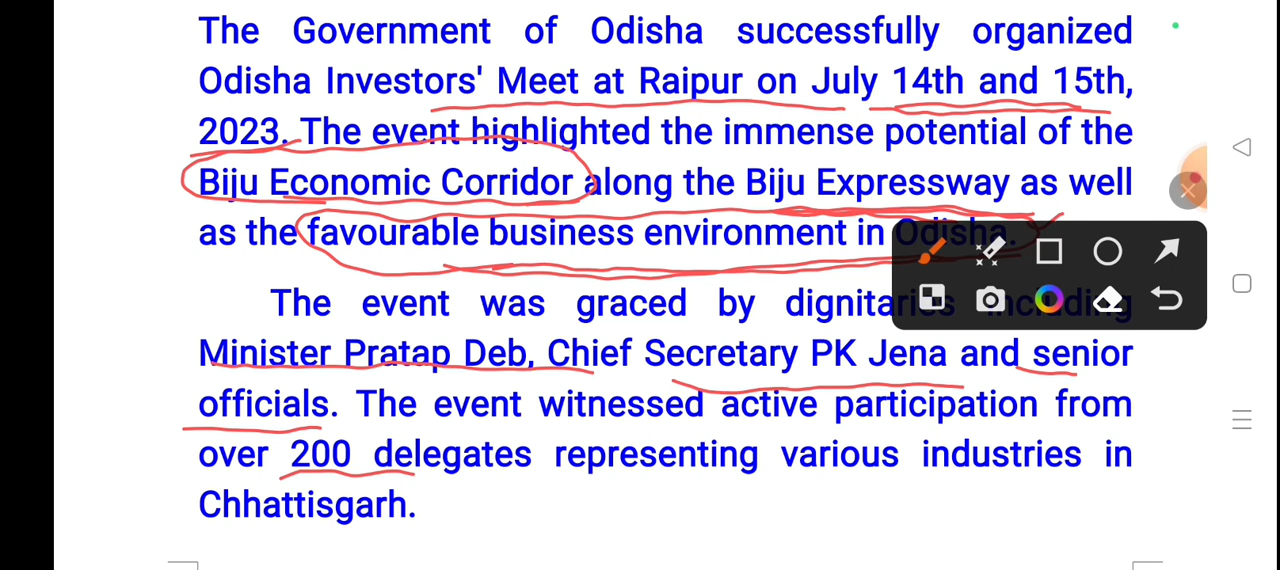 The Government of Odisha successfully organized
Odisha Investors' Meet at Raipur on July 14th and 15th,
2023. The event highlighted the immense potential of the
Biju Economic Corridor along the Biju Expressway as well
as the favourable business environment in Odisha.
The event was graced by dignitaries including
Minister Pratap Deb, Chief Secretary PK Jena and senior
officials. The event witnessed active participation from
over 200 delegates representing various industries in
Chhattisgarh.